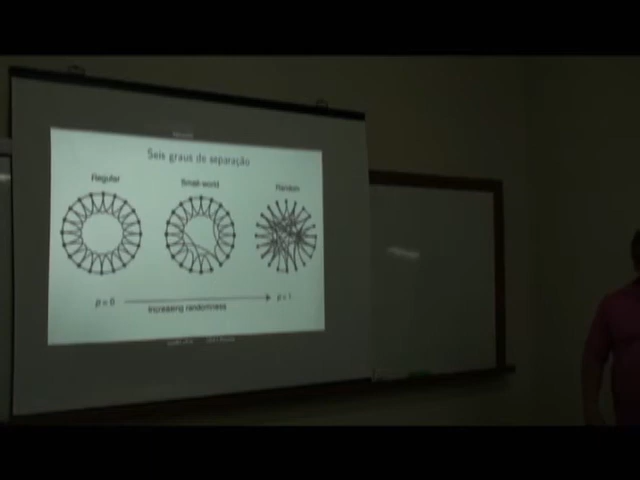 Seis graus de separação
Regular
Small-world
Random
p = 0
p = 1
Increasing randomness